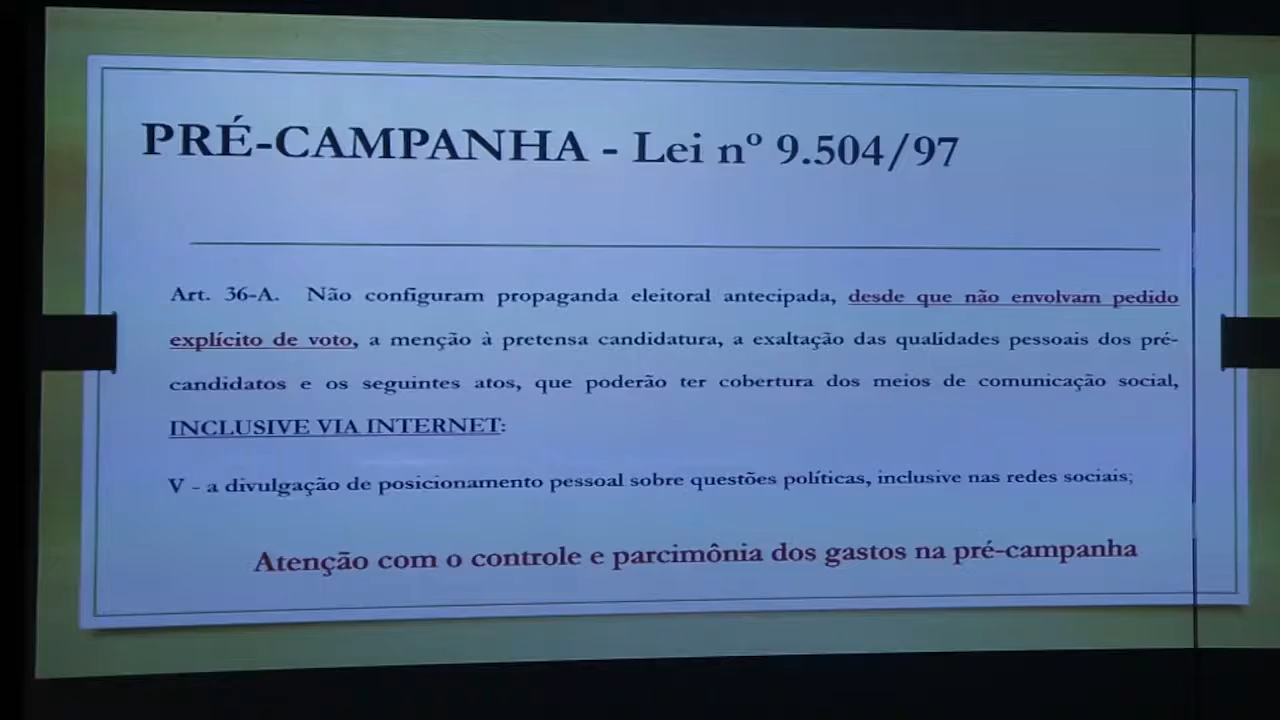 PRÉ-CAMPANHA - Lei nº 9.504/97
Art. 36-A. Não configuram propaganda eleitoral antecipada, desde que não envolvam pedido
explícito de voto, a menção à pretensa candidatura, a exaltação das qualidades pessoais dos pré-
candidatos e os seguintes atos, que poderão ter cobertura dos meios de comunicação social,
INCLUSIVE VIA INTERNET:
V - a divulgação de posicionamento pessoal sobre questões políticas, inclusive nas redes sociais;
Atenção com o controle e parcimônia dos gastos na pré-campanha